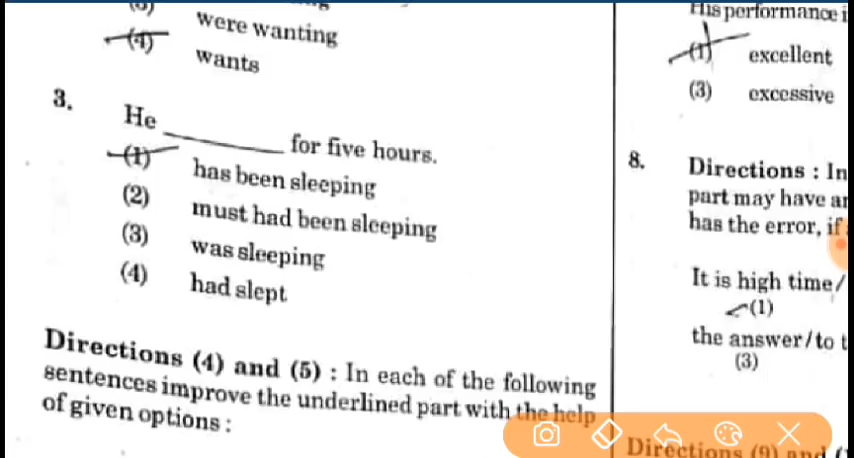 were wanting
(4) wants
3. He ________ for five hours.
(1) has been sleeping
(2) must had been sleeping
(3) was sleeping
(4) had slept
Directions (4) and (5) : In each of the following
sentences improve the underlined part with the help
of given options :
His performance
(1) excellent
(3) excessive
8. Directions : In
part may have
has the error, if
It is high time/
(1)
the answer/to
(3)
Directions (9) and